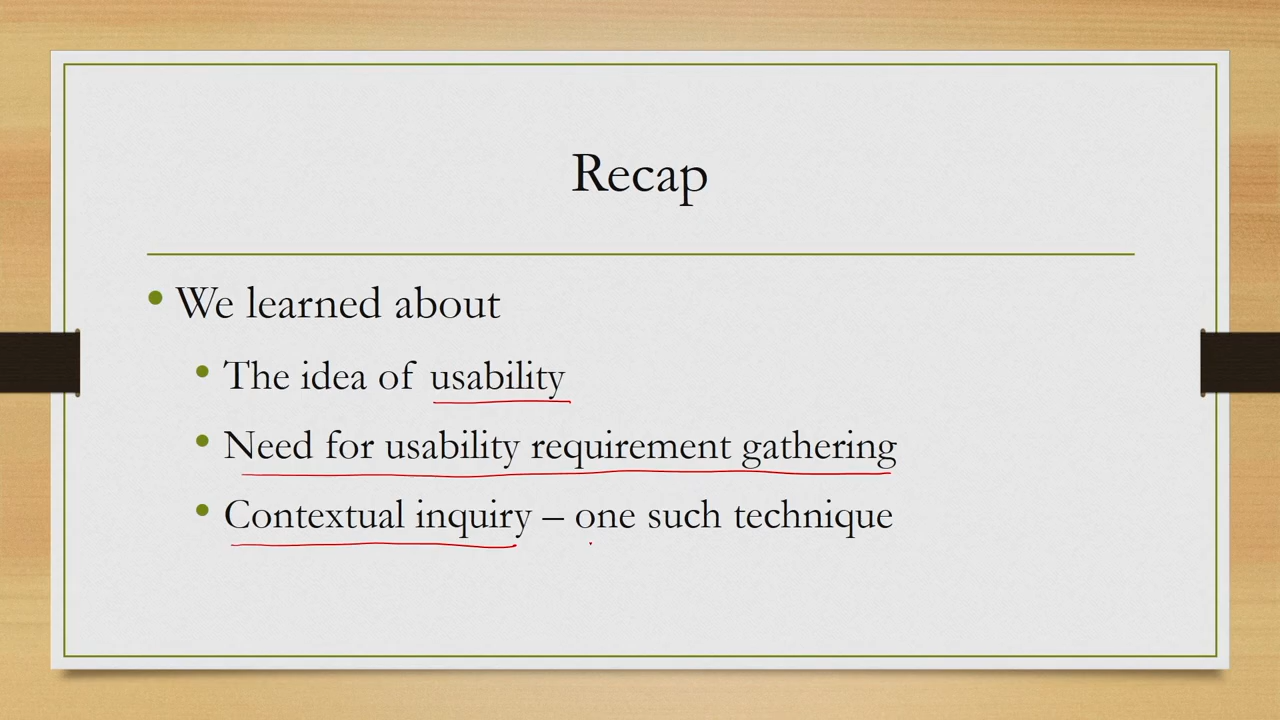 Recap
• We learned about
• The idea of usability
• Need for usability requirement gathering
• Contextual inquiry – one such technique